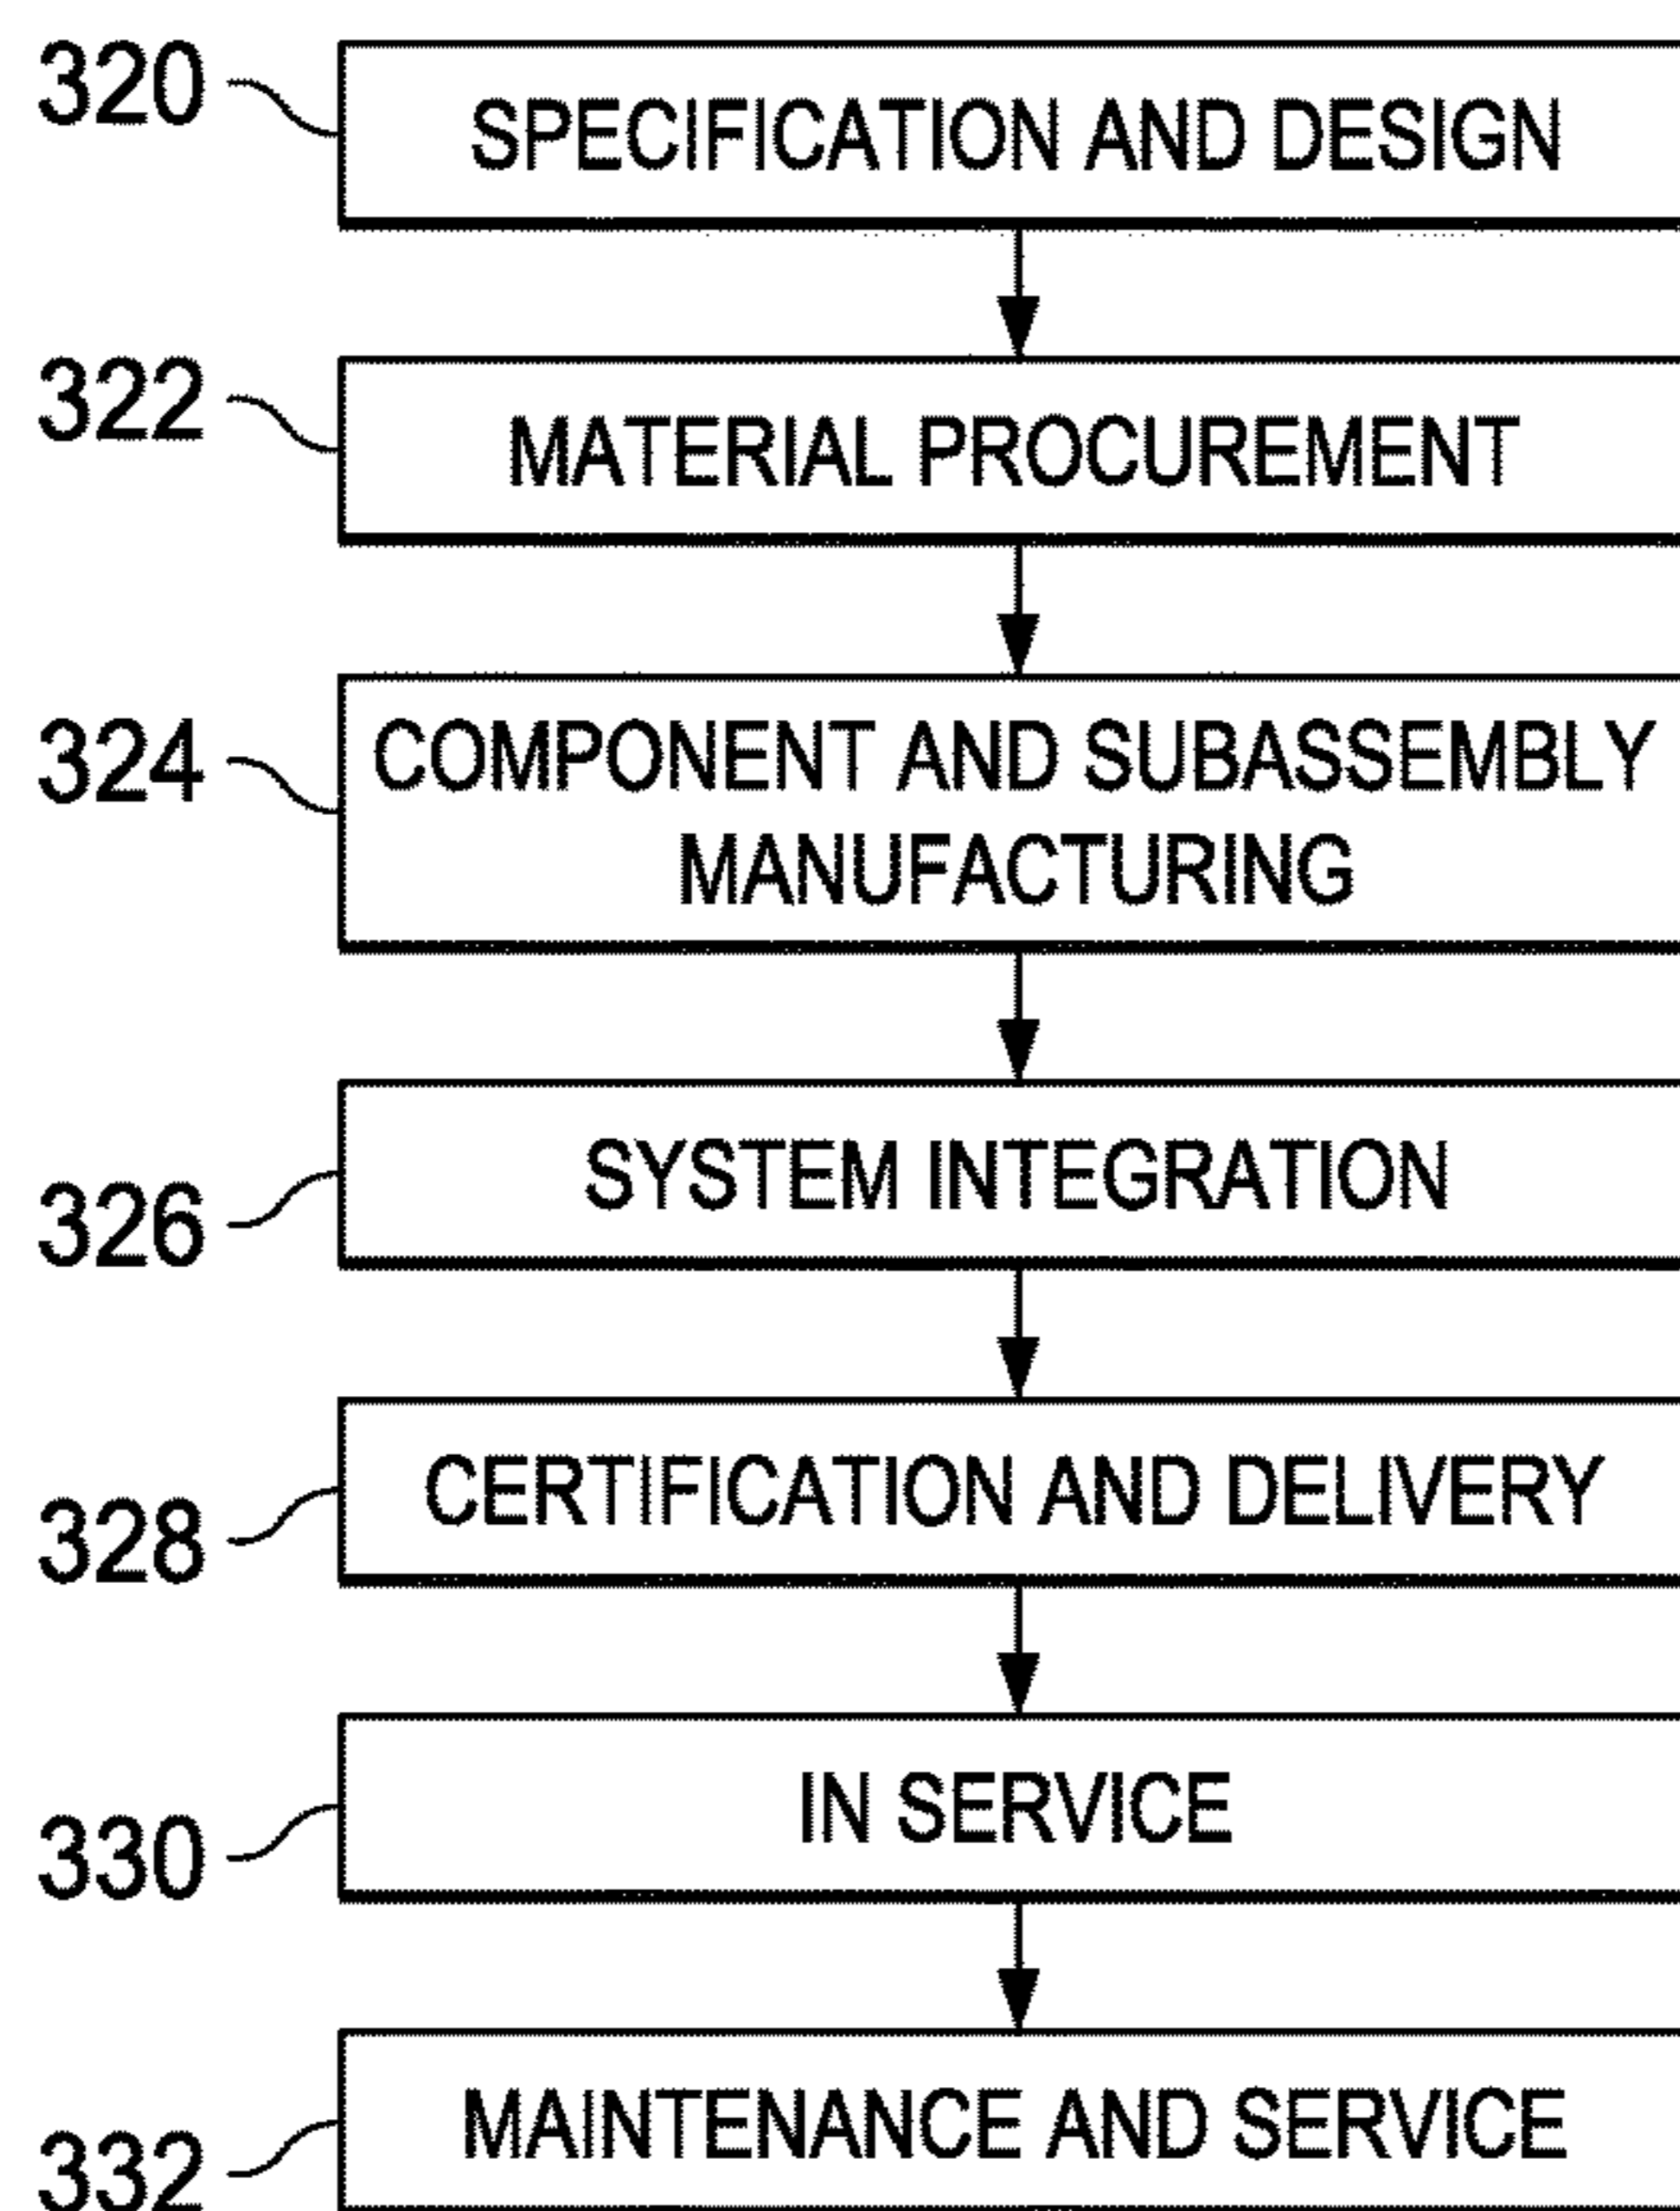 320
SPECIFICATION AND DESIGN
322
MATERIAL PROCUREMENT
324
COMPONENT AND SUBASSEMBLY
MANUFACTURING
326
SYSTEM INTEGRATION
328
CERTIFICATION AND DELIVERY
330
IN SERVICE
332
MAINTENANCE AND SERVICE